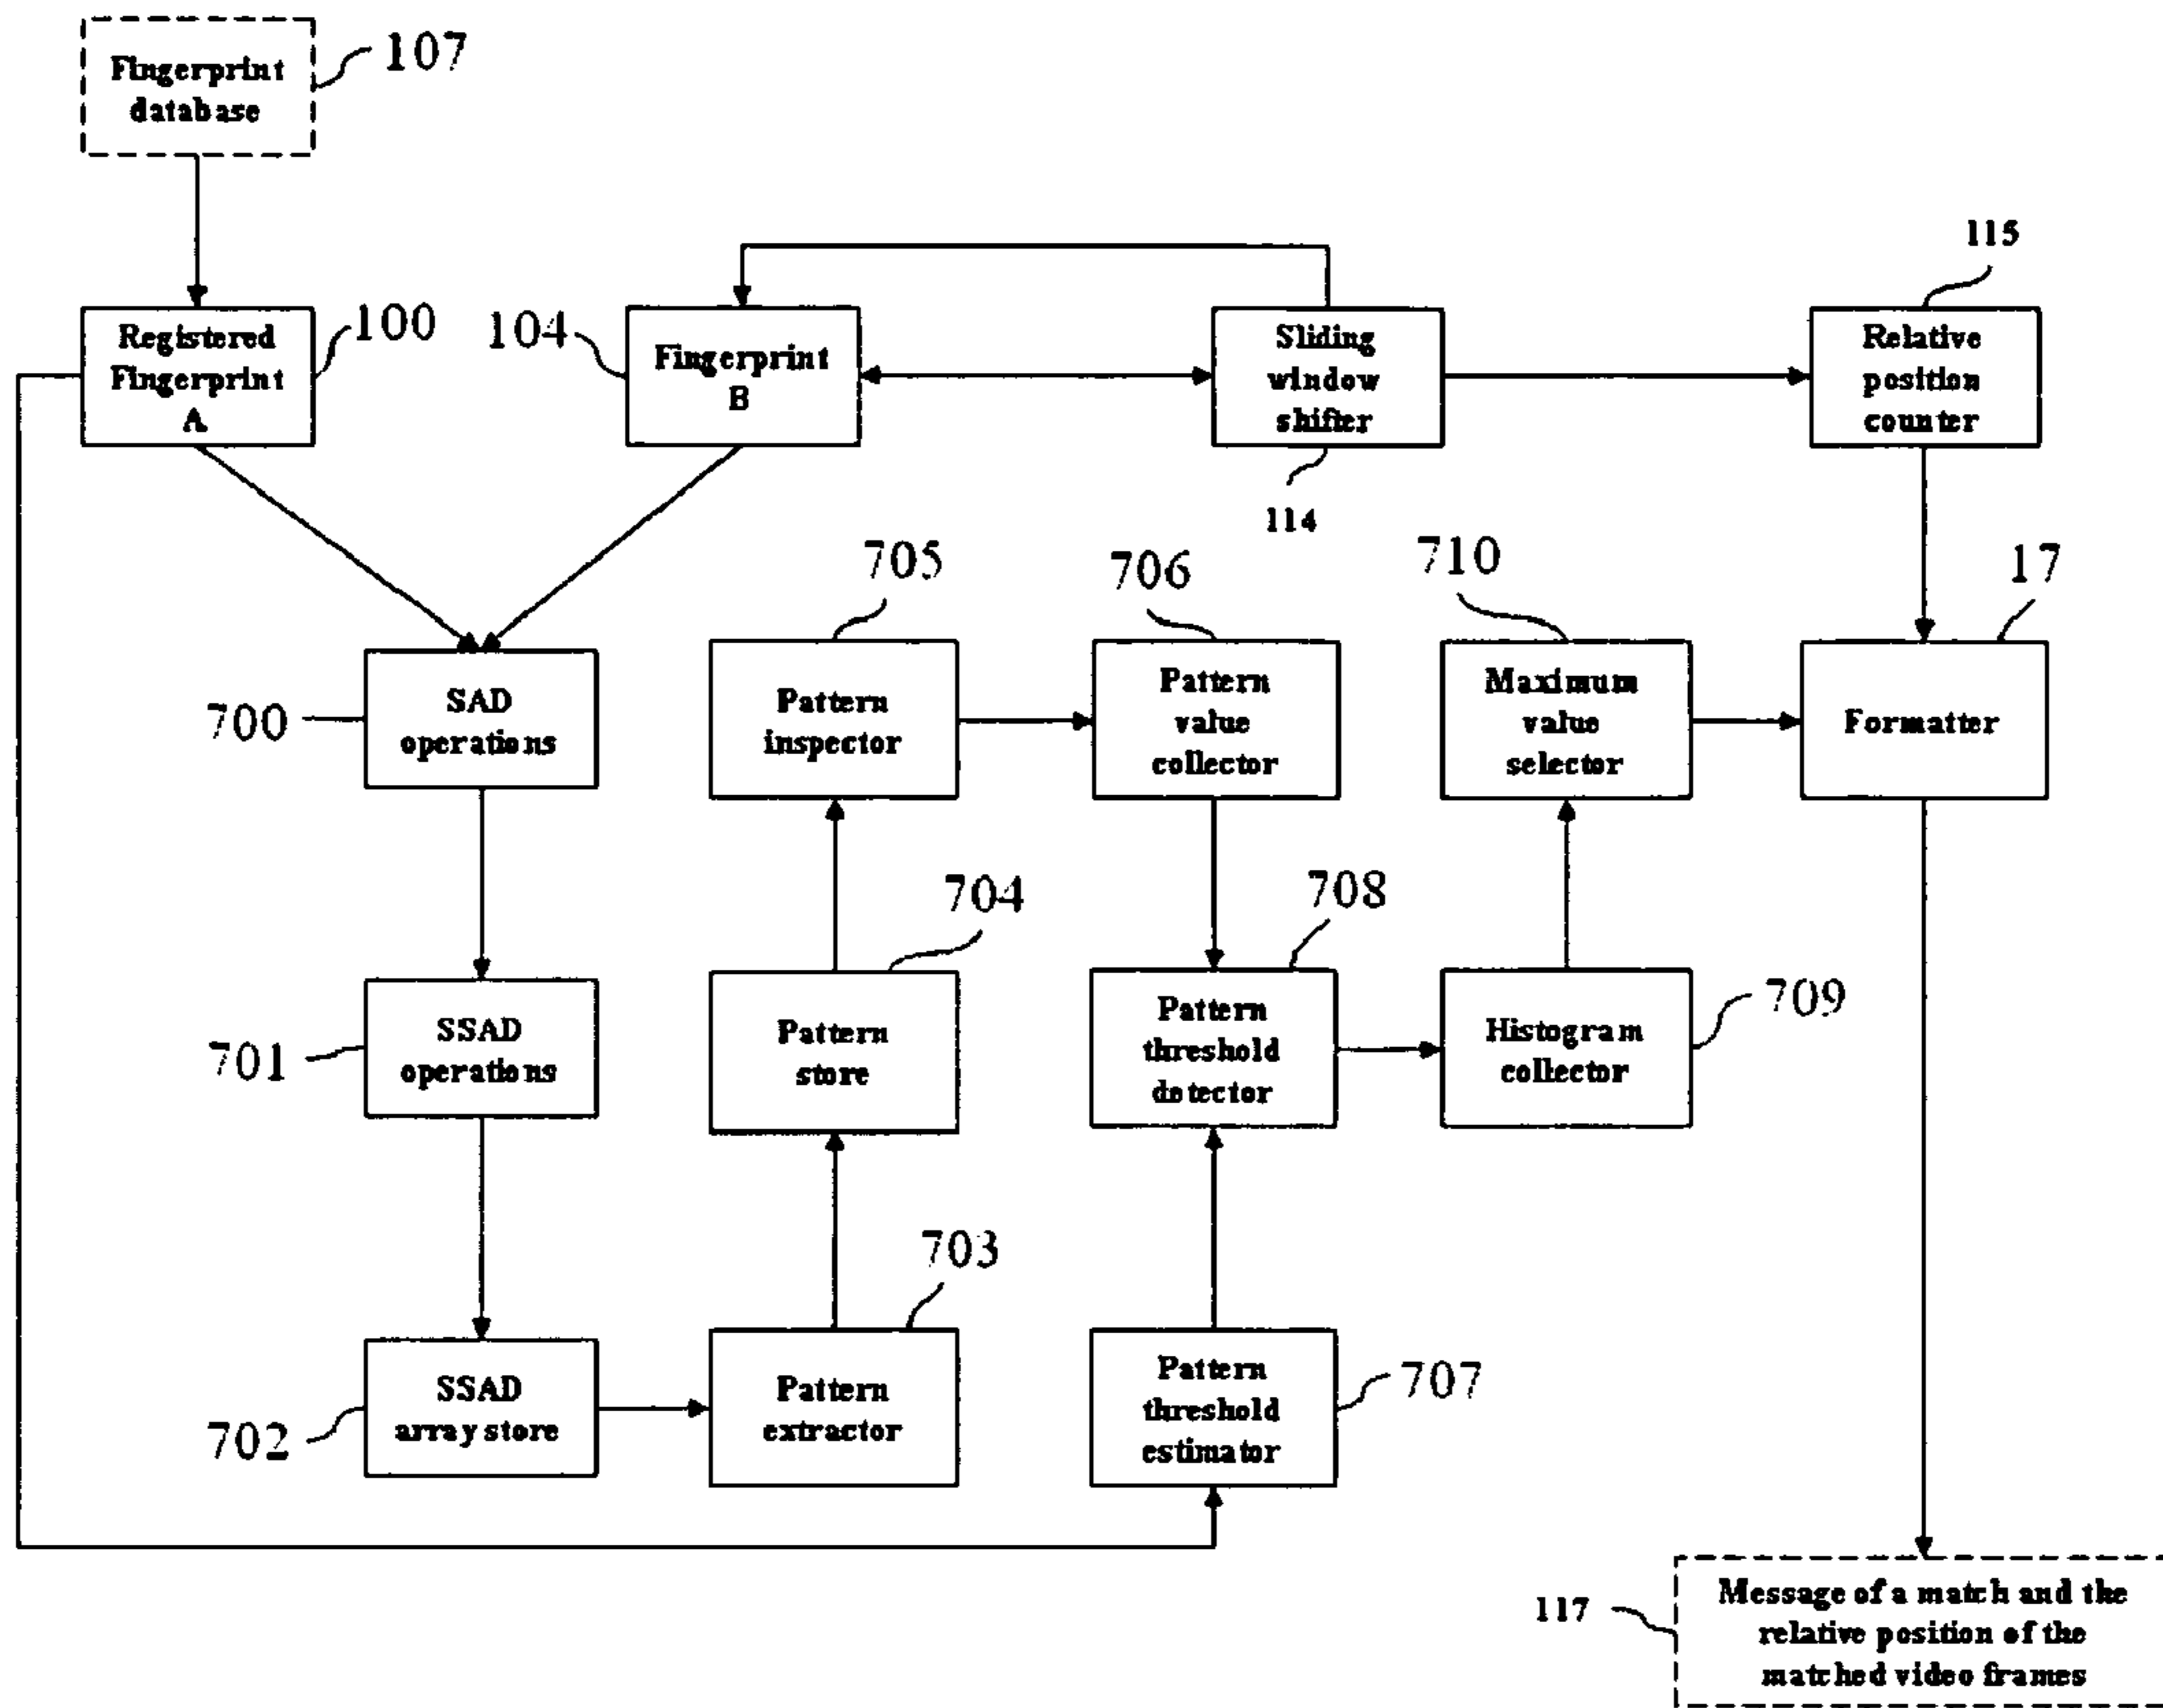 Fingerprint
database
107
115
Registered
Fingerprint
A
100
104
Fingerprint
B
Sliding
window
shifter
Relative
position
counter
114
705
706
710
17
700
SAD
operations
Pattern
inspector
Pattern
value
collector
Maximum
value
selector
Formatter
704
708
701
SSAD
operations
Pattern
store
Pattern
threshold
detector
Histogram
collector
709
703
702
SSAD
array store
Pattern
extractor
Pattern
threshold
estimator
707
117
Message of a match and the
relative position of the
matched video frames